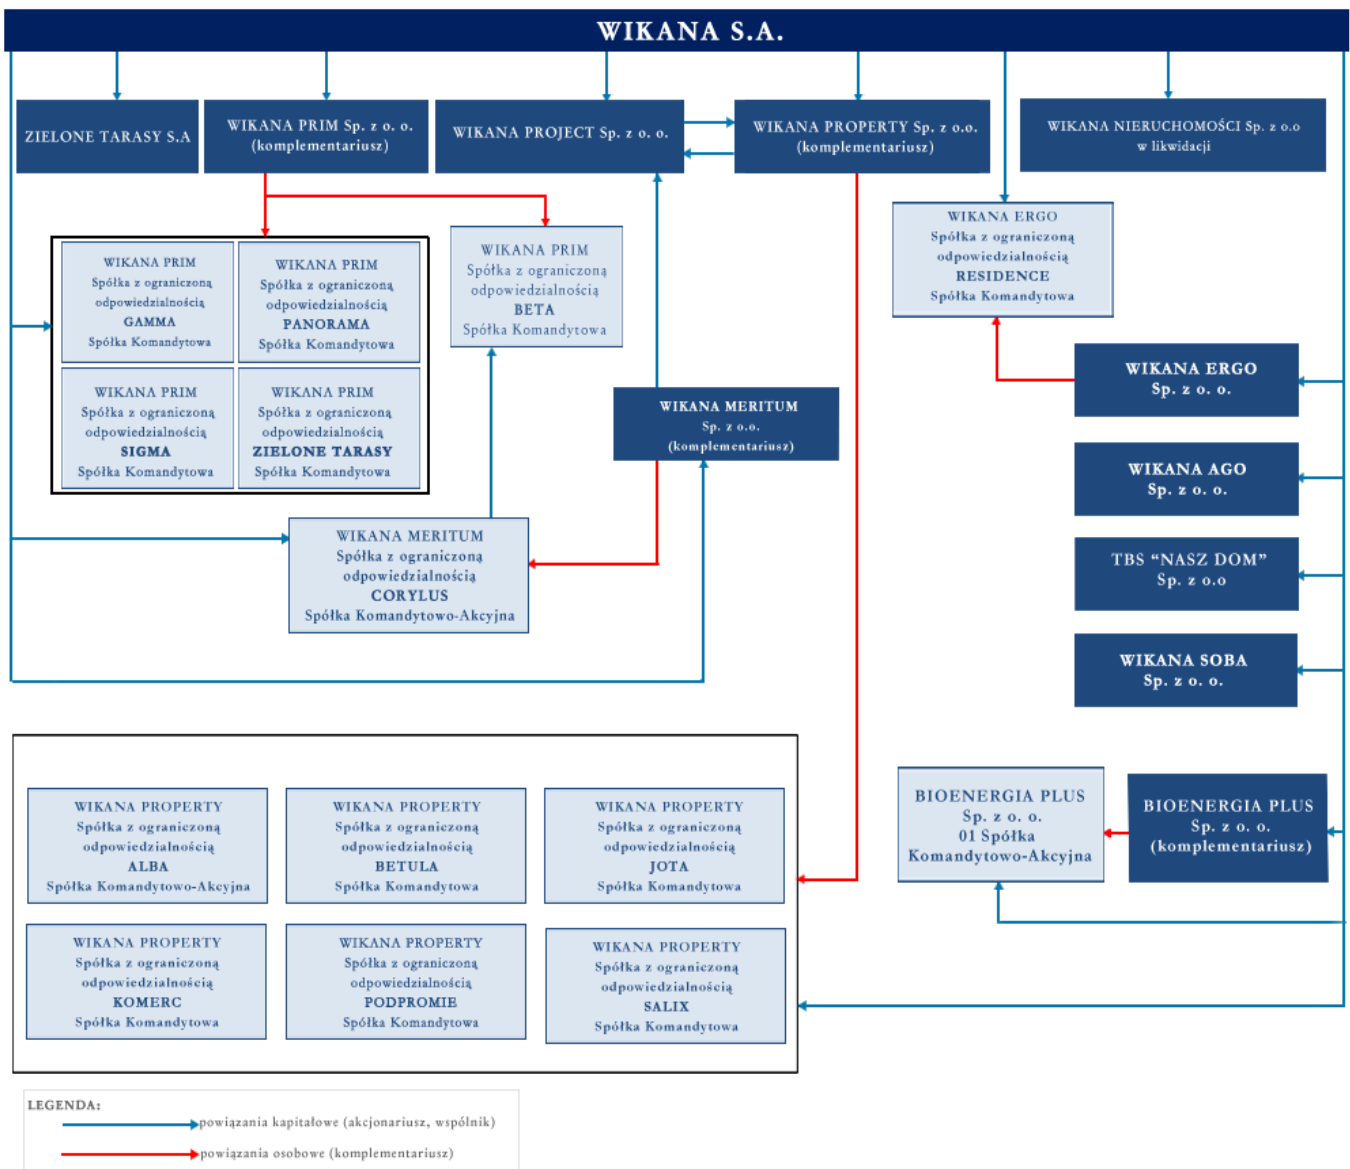 WIKANA S.A.
ZIELONE TARASY S.A
WIKANA PRIM Sp. z o. o.
(komplementariusz)
WIKANA PROJECT Sp. z o. o.
WIKANA PROPERTY Sp. z o.o.
(komplementariusz)
WIKANA NIERUCHOMOŚCI Sp. z o.o
w likwidacji
WIKANA PRIM
Spółka z ograniczoną
odpowiedzialnością
GAMMA
Spółka Komandytowa
WIKANA PRIM
Spółka z ograniczoną
odpowiedzialnością
PANORAMA
Spółka Komandytowa
WIKANA PRIM
Spółka z ograniczoną
odpowiedzialnością
BETA
Spółka Komandytowa
WIKANA ERGO
Spółka z ograniczoną
odpowiedzialnością
RESIDENCE
Spółka Komandytowa
WIKANA PRIM
Spółka z ograniczoną
odpowiedzialnością
SIGMA
Spółka Komandytowa
WIKANA PRIM
Spółka z ograniczoną
odpowiedzialnością
ZIELONE TARASY
Spółka Komandytowa
WIKANA MERITUM
Sp. z o.o.
(komplementariusz)
WIKANA ERGO
Sp. z o. o.
WIKANA AGO
Sp. z o. o.
WIKANA MERITUM
Spółka z ograniczoną
odpowiedzialnością
CORYLUS
Spółka Komandytowo-Akcyjna
TBS “NASZ DOM”
Sp. z o.o
WIKANA SOBA
Sp. z o. o.
WIKANA PROPERTY
Spółka z ograniczoną
odpowiedzialnością
ALBA
Spółka Komandytowo-Akcyjna
WIKANA PROPERTY
Spółka z ograniczoną
odpowiedzialnością
BETULA
Spółka Komandytowa
WIKANA PROPERTY
Spółka z ograniczoną
odpowiedzialnością
JOTA
Spółka Komandytowa
BIOENERGIA PLUS
Sp. z o. o.
01 Spółka
Komandytowo-Akcyjna
BIOENERGIA PLUS
Sp. z o. o.
(komplementariusz)
WIKANA PROPERTY
Spółka z ograniczoną
odpowiedzialnością
KOMERC
Spółka Komandytowa
WIKANA PROPERTY
Spółka z ograniczoną
odpowiedzialnością
PODPROMIE
Spółka Komandytowa
WIKANA PROPERTY
Spółka z ograniczoną
odpowiedzialnością
SALIX
Spółka Komandytowa
LEGENDA:
powiązania kapitałowe (akcjonariusz, wspólnik)
powiązania osobowe (komplementariusz)